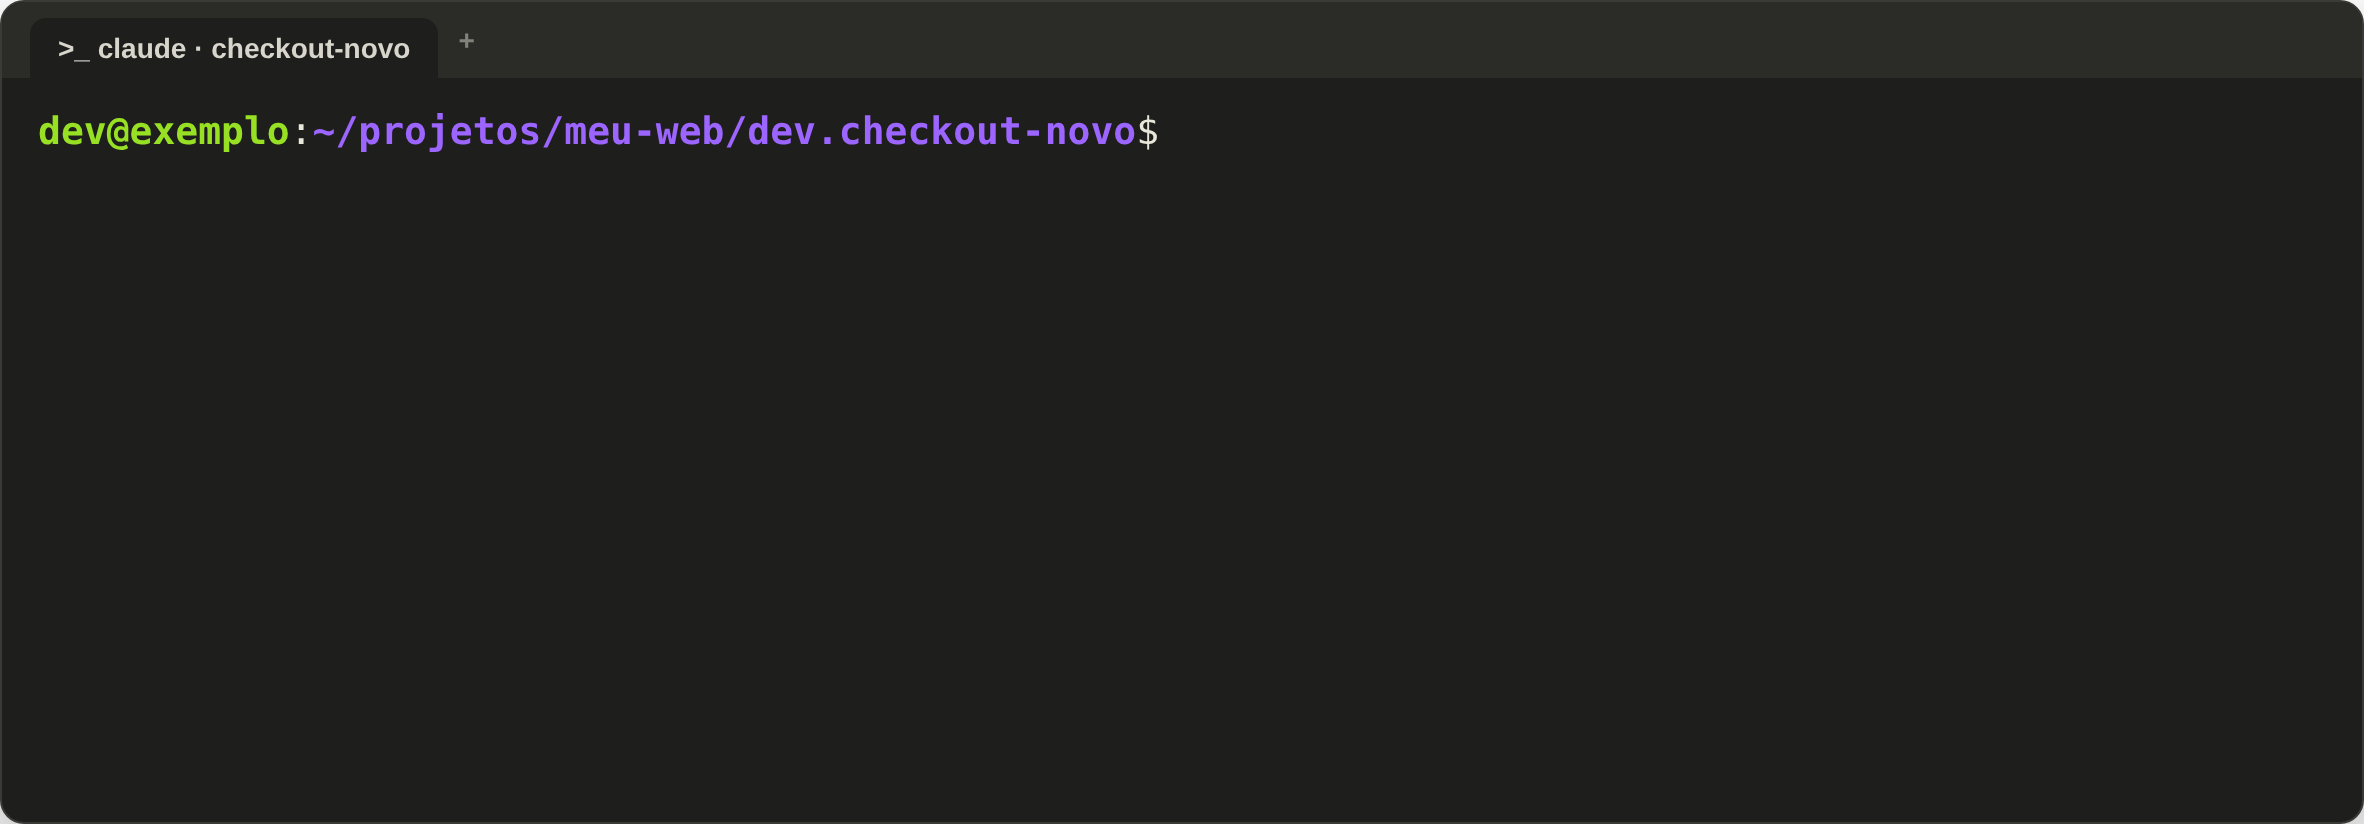 >_ claude · checkout-novo +
dev@exemplo:~/projetos/meu-web/dev.checkout-novo$